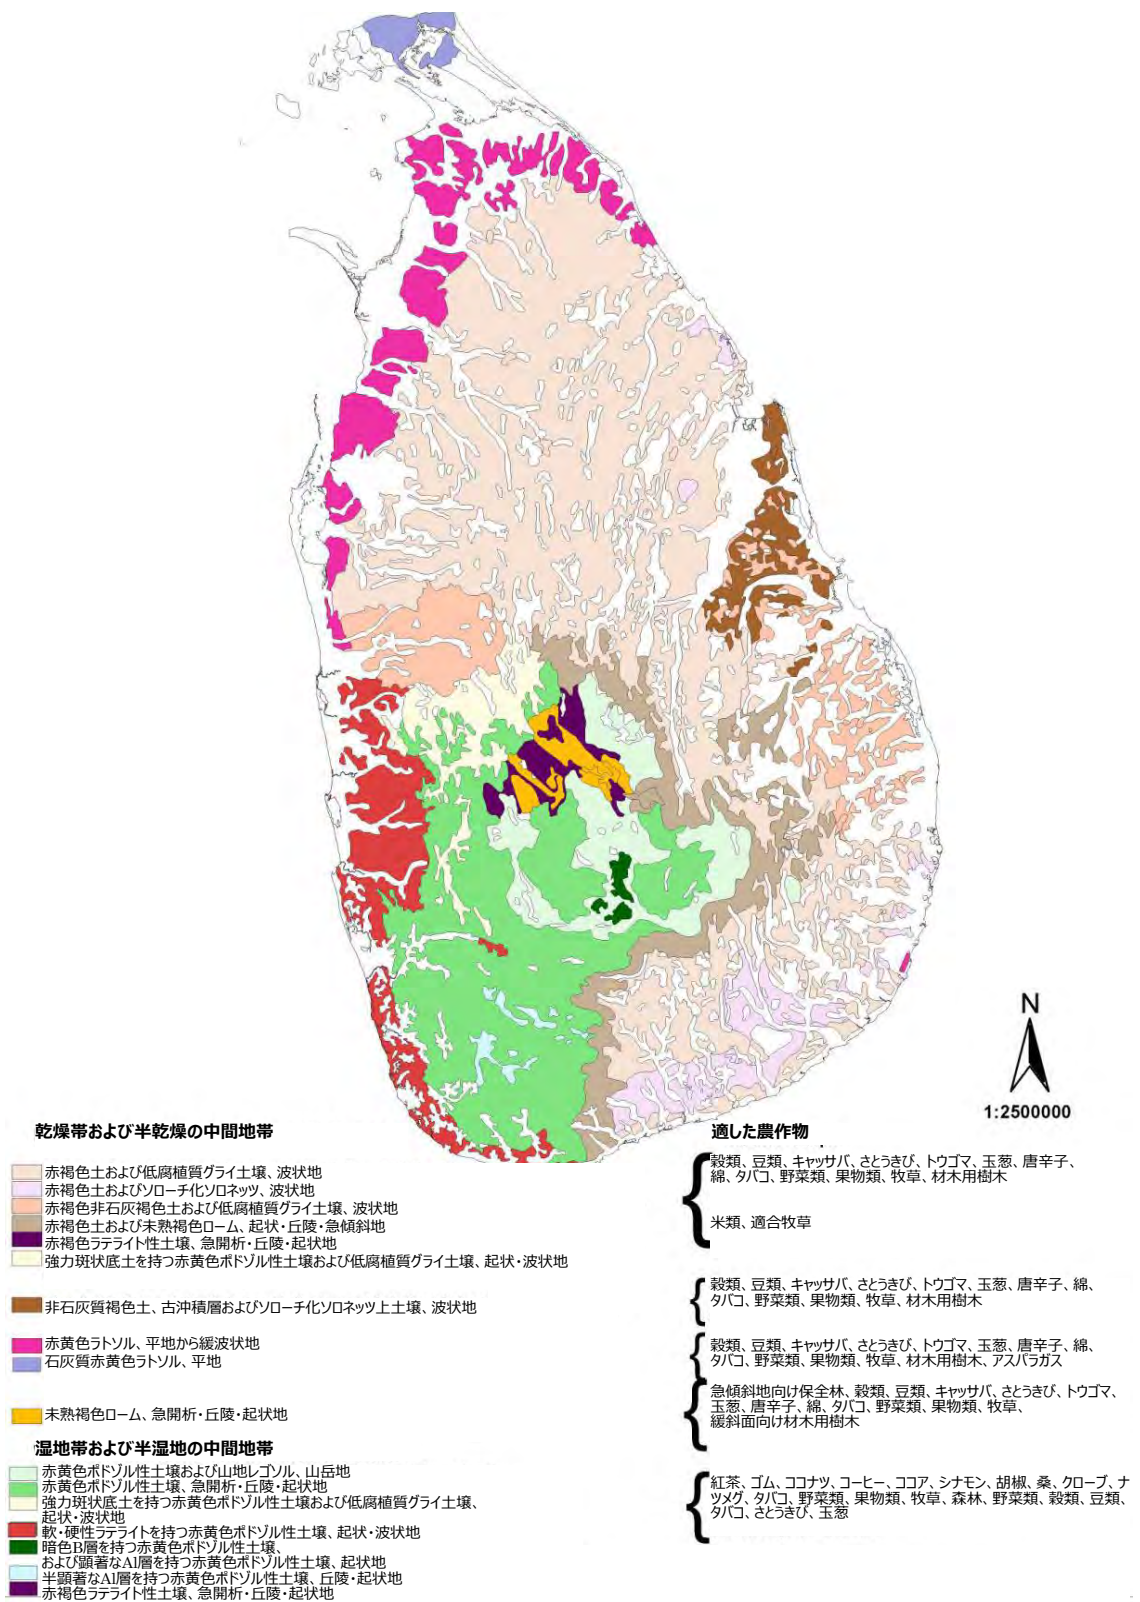 N
1:2500000
乾燥帯および半乾燥の中間地帯
赤褐色土および低腐植質グライ土壌、波状地
赤褐色土およびソローチ化ソロネッツ、波状地
赤褐色非石灰褐色土および低腐植質グライ土壌、波状地
赤褐色土および未熟褐色ローム、起状・丘陵・急傾斜地
赤褐色ラテライト性土壌、急開析・丘陵・起状地
強力斑状底土を持つ赤黄色ポドゾル性土壌および低腐植質グライ土壌、起状・波状地
非石灰質褐色土、古沖積層およびソローチ化ソロネッツ上土壌、波状地
赤黄色ラトソル、平地から緩波状地
石灰質赤黄色ラトソル、平地
未熟褐色ローム、急開析・丘陵・起状地
湿地帯および半湿地の中間地帯
赤黄色ポドゾル性土壌および山地レゴソル、山岳地
赤黄色ポドゾル性土壌、急開析・丘陵・起状地
強力斑状底土を持つ赤黄色ポドゾル性土壌および低腐植質グライ土壌、
起状・波状地
軟・硬性ラテライトを持つ赤黄色ポドゾル性土壌、起状・波状地
暗色B層を持つ赤黄色ポドゾル性土壌、
および顕著なA1層を持つ赤黄色ポドゾル性土壌、起状地
半顕著なA1層を持つ赤黄色ポドゾル性土壌、丘陵・起状地
赤褐色ラテライト性土壌、急開析・丘陵・起状地
適した農作物
穀類、豆類、キャッサバ、さとうきび、トウゴマ、玉葱、唐辛子、
綿、タバコ、野菜類、果物類、牧草、材木用樹木
米類、適合牧草
穀類、豆類、キャッサバ、さとうきび、トウゴマ、玉葱、唐辛子、綿、
タバコ、野菜類、果物類、牧草、材木用樹木
穀類、豆類、キャッサバ、さとうきび、トウゴマ、玉葱、唐辛子、綿、
タバコ、野菜類、果物類、牧草、材木用樹木、アスパラガス
急傾斜地向け保全林、穀類、豆類、キャッサバ、さとうきび、トウゴマ、
玉葱、唐辛子、綿、タバコ、野菜類、果物類、牧草、
緩斜面向け材木用樹木
紅茶、ゴム、ココナツ、コーヒー、ココア、シナモン、胡椒、桑、クローブ、ナ
ツメグ、タバコ、野菜類、果物類、牧草、森林、野菜類、穀類、豆類、
タバコ、さとうきび、玉葱